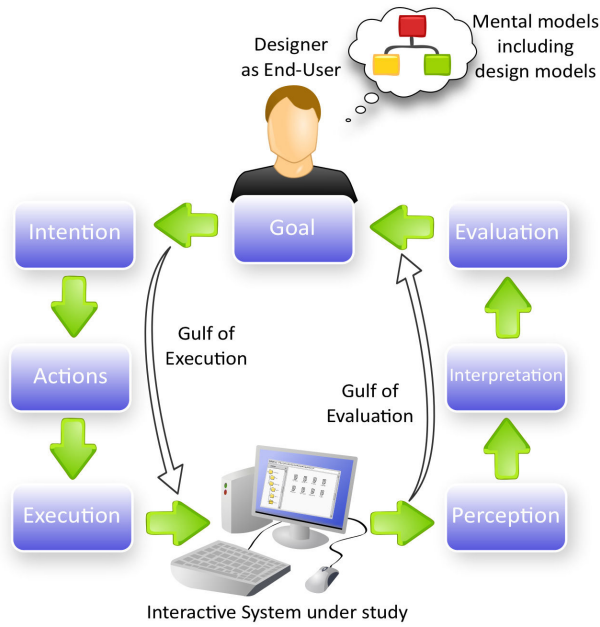 Designer
as End-User
Mental models
including
design models
Intention
Goal
Evaluation
Gulf of
Execution
Actions
Gulf of
Evaluation
Interpretation
Execution
Perception
Interactive System under study